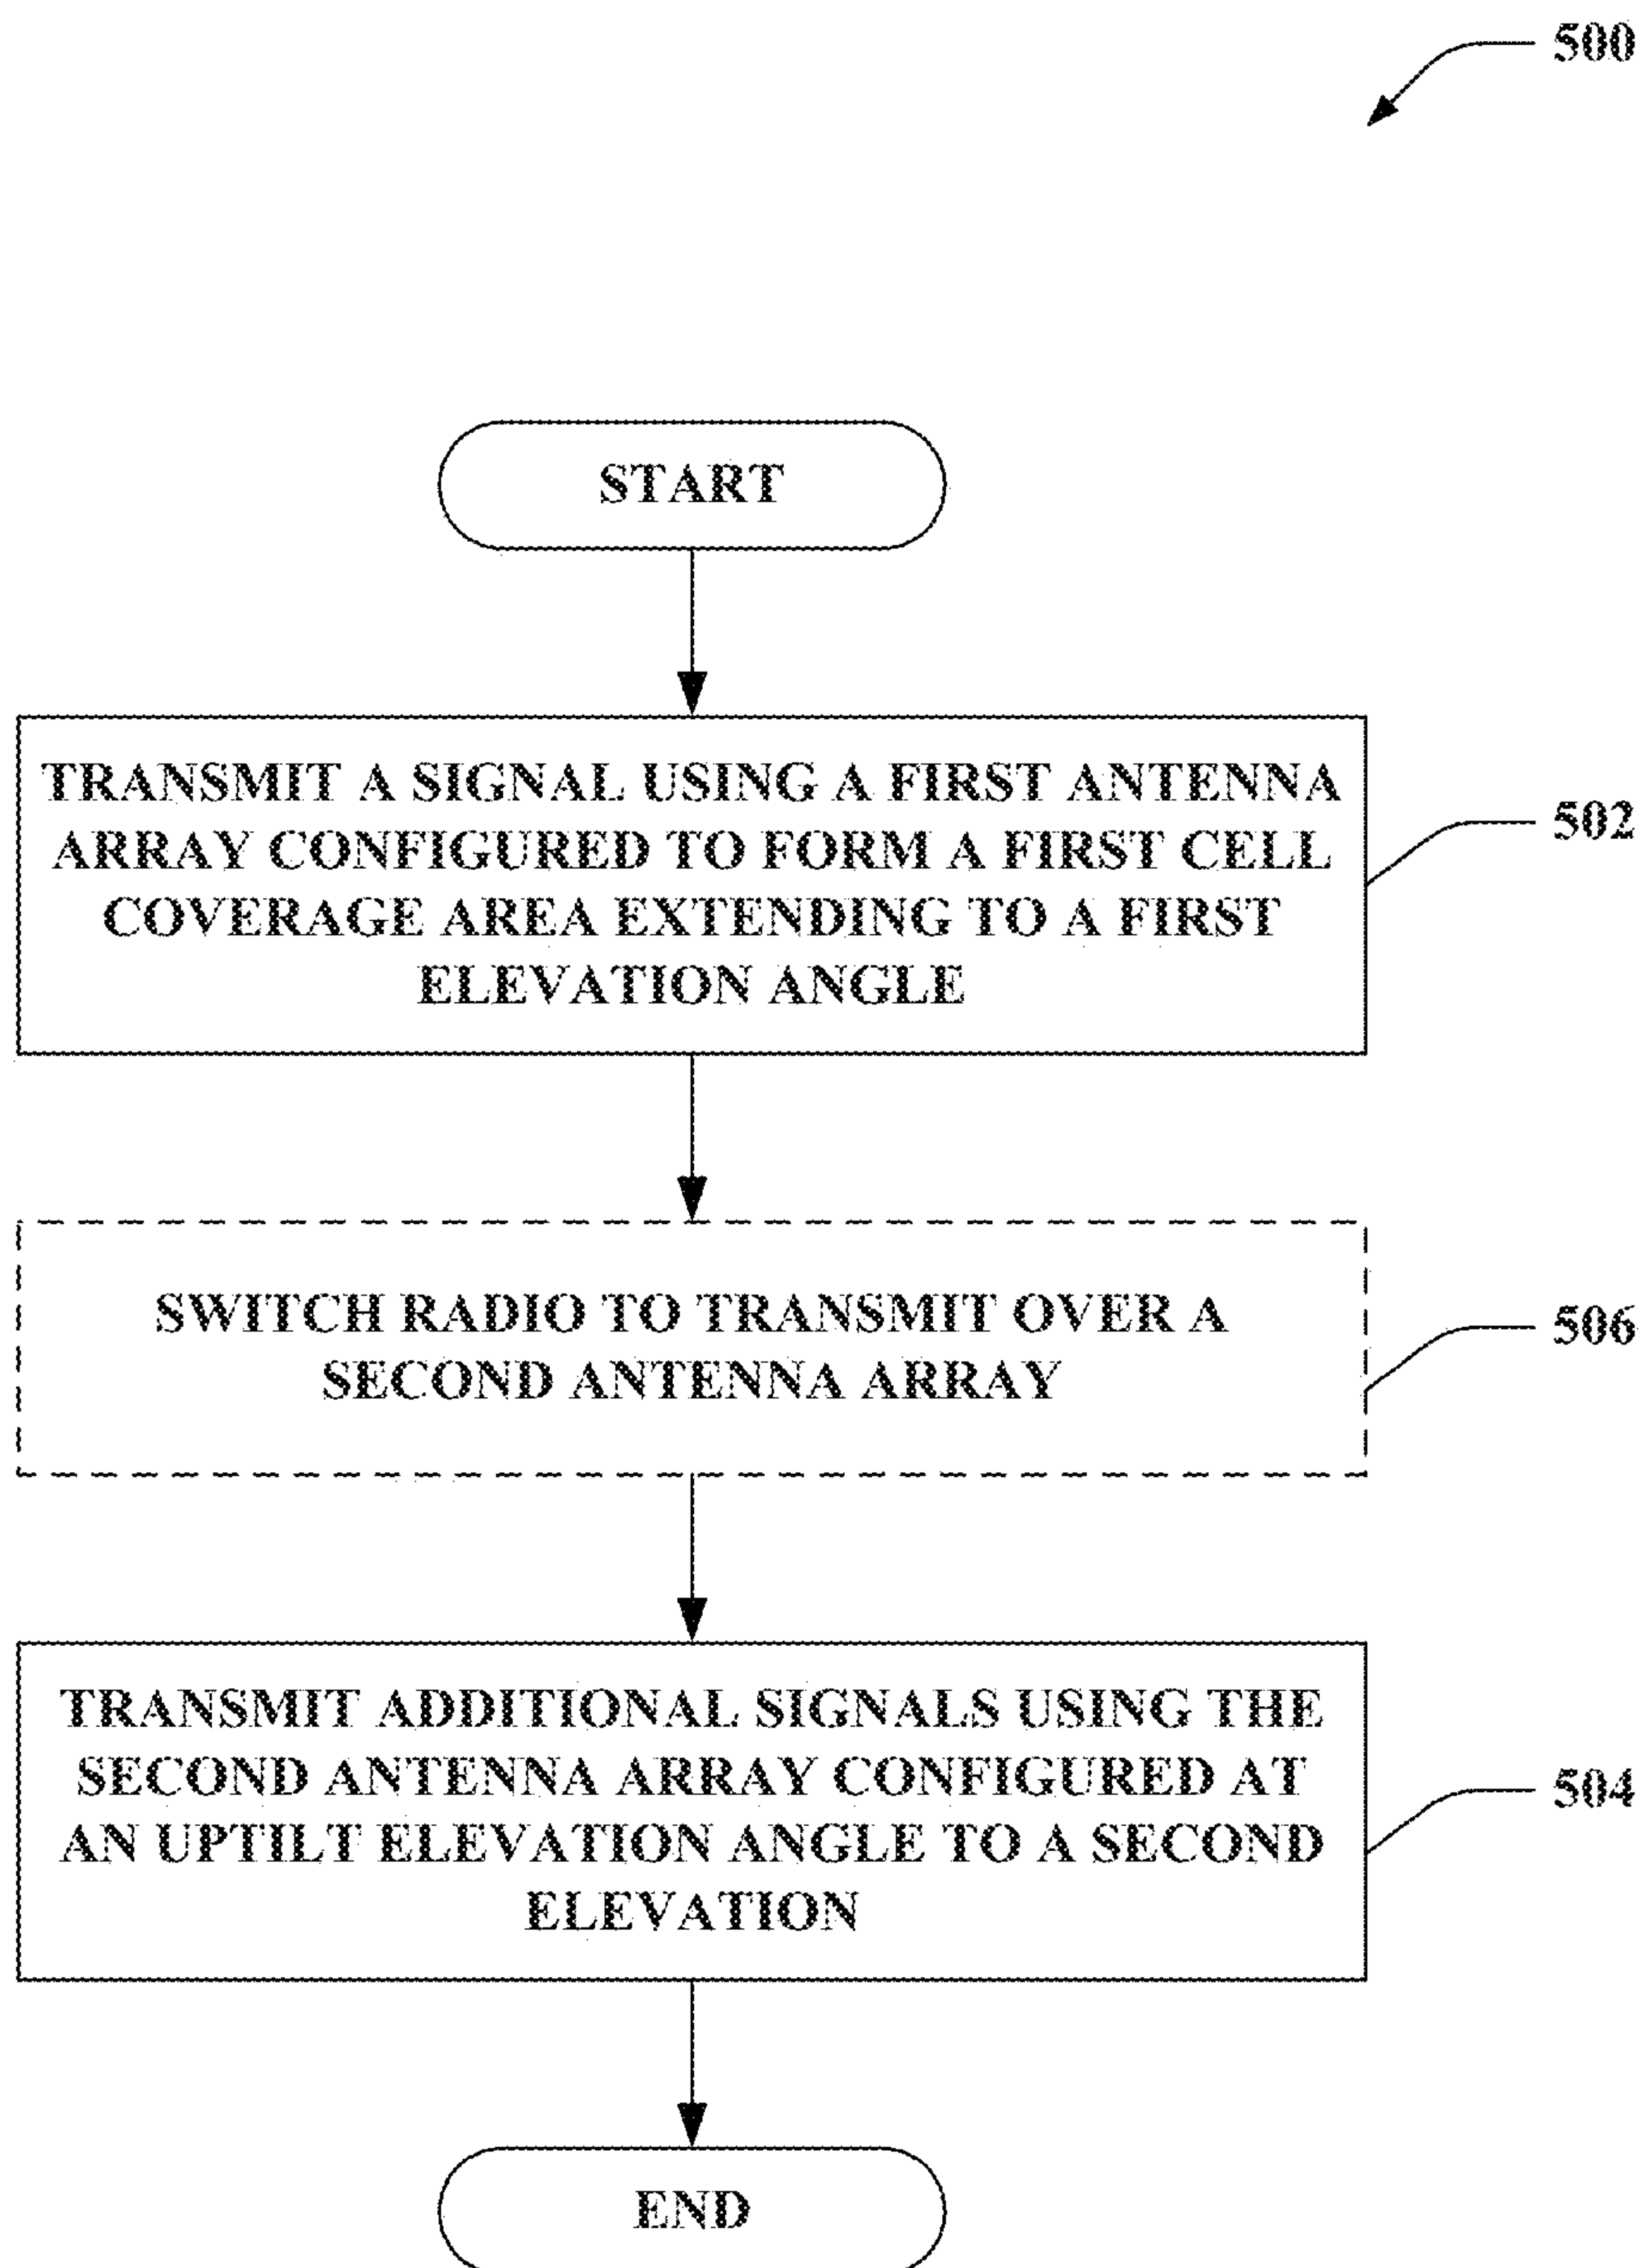 500
START
TRANSMIT A SIGNAL USING A FIRST ANTENNA
ARRAY CONFIGURED TO FORM A FIRST CELL
COVERAGE AREA EXTENDING TO A FIRST
ELEVATION ANGLE
502
SWITCH RADIO TO TRANSMIT OVER A
SECOND ANTENNA ARRAY
506
TRANSMIT ADDITIONAL SIGNALS USING THE
SECOND ANTENNA ARRAY CONFIGURED AT
AN UPTILT ELEVATION ANGLE TO A SECOND
ELEVATION
504
END